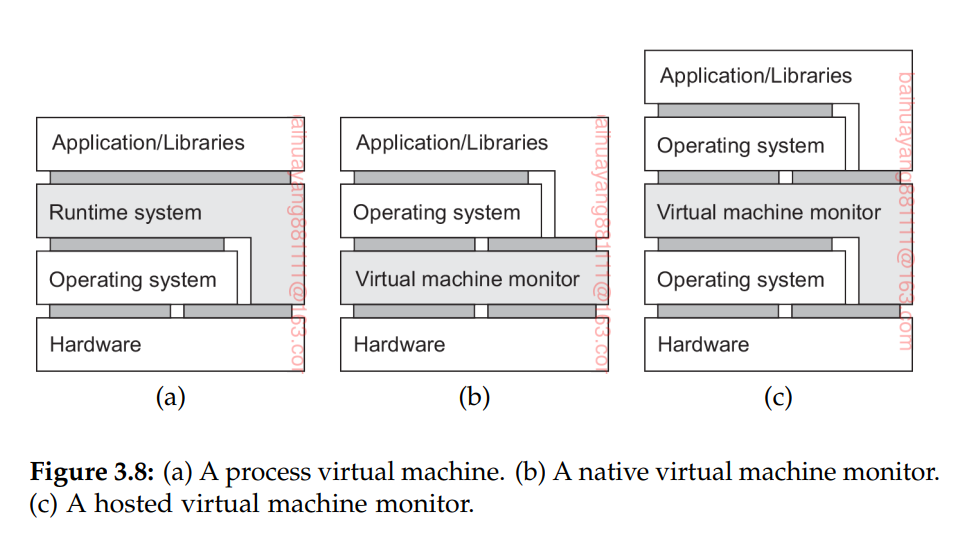 Application/Libraries
Runtime system
Operating system
Hardware
(a)
Application/Libraries
Operating system
Virtual machine monitor
Hardware
(b)
Application/Libraries
Operating system
Virtual machine monitor
Operating system
Hardware
(c)
Figure 3.8: (a) A process virtual machine. (b) A native virtual machine monitor.
(c) A hosted virtual machine monitor.